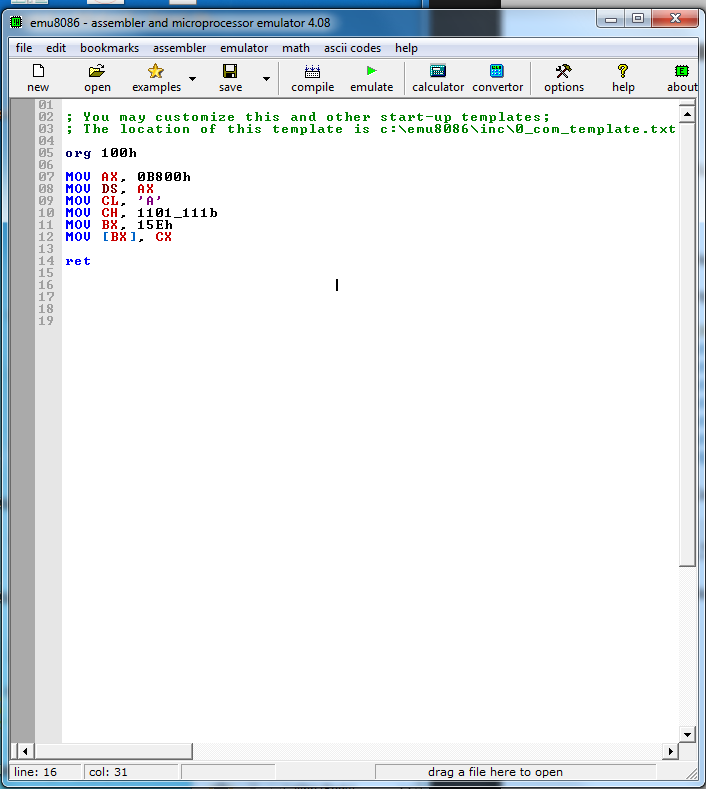 emu8086 - assembler and microprocessor emulator 4.08
file edit bookmarks assembler emulator math ascii codes help
new open examples save compile emulate calculator convertor options help about
01
02 ; You may customize this and other start-up templates;
03 ; The location of this template is c:\emu8086\inc\0_com_template.txt
04
05 org 100h
06
07 MOV AX, 0B800h
08 MOV DS, AX
09 MOV CL, 'A'
10 MOV CH, 1101_111b
11 MOV BX, 15Eh
12 MOV [BX], CX
13
14 ret
15
16
17
18
19
line: 16 col: 31 drag a file here to open